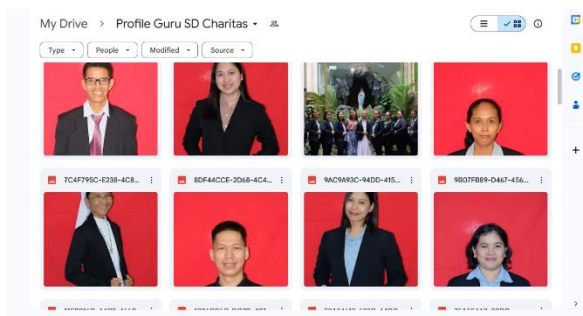 My Drive > Profile Guru SD Charitas
Type People Modified Source
7C4F795C-E238-4C8... 8DF44CCE-2D68-4C4... 9AC9A93C-94DD-415... 9B07FB89-D467-456...